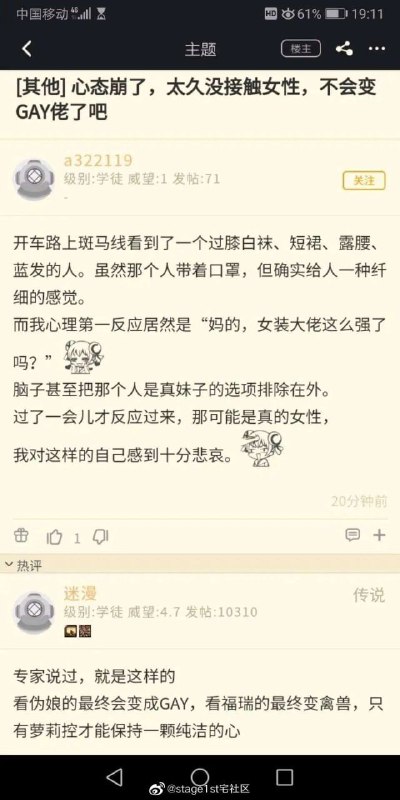 中国移动 4G HD 61% 19:11
主题 楼主
[其他] 心态崩了，太久没接触女性，不会变
GAY佬了吧
a322119
级别:学徒 威望:1 发帖:71
关注
-
开车路上斑马线看到了一个过膝白袜、短裙、露腰、
蓝发的人。虽然那个人带着口罩，但确实给人一种纤
细的感觉。
而我心理第一反应居然是“妈的，女装大佬这么强了
吗？”
脑子甚至把那个人是真妹子的选项排除在外。
过了一会儿才反应过来，那可能是真的女性，
我对这样的自己感到十分悲哀。
20分钟前
1
热评
迷漫
传说
级别:学徒 威望:4.7 发帖:10310
专家说过，就是这样的
看伪娘的最终会变成GAY，看福瑞的最终变禽兽，只
有萝莉控才能保持一颗纯洁的心
@stage1st宅社区